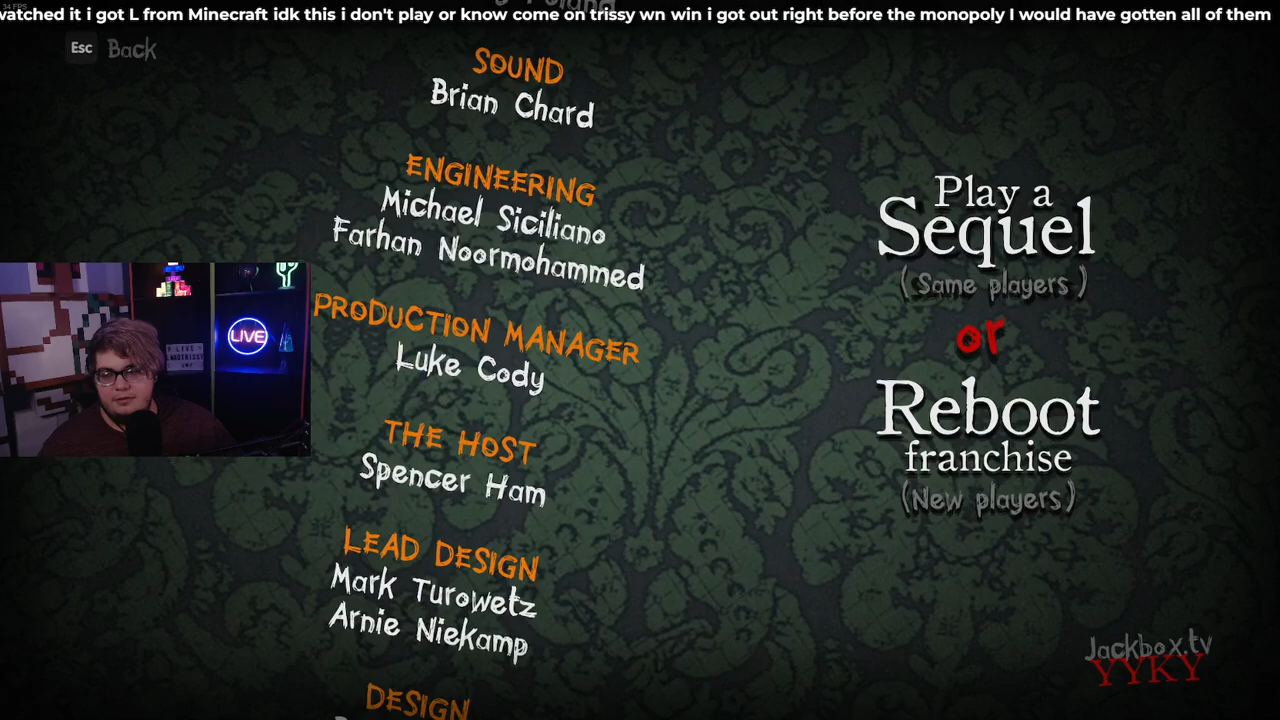 34 FPS
watched it i got L from Minecraft idk this i don't play or know come on trissy wn win i got out right before the monopoly I would have gotten all of them
Esc Back
SOUND
Brian Chard
ENGINEERING
Michael Siciliano
Farhan Noormohammed
PRODUCTION MANAGER
Luke Cody
THE HOST
Spencer Ham
LEAD DESIGN
Mark Turowetz
Arnie Niekamp
DESIGN
Play a
Sequel
(Same players)
or
Reboot
franchise
(New players)
LIVE
Jackbox.tv
YYKY